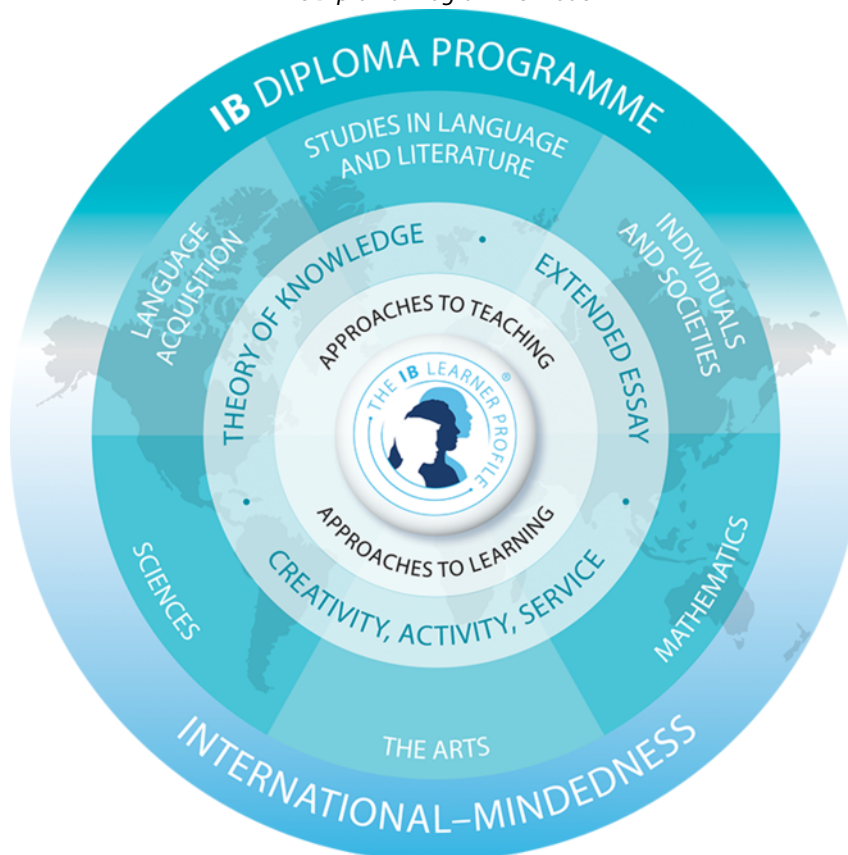 IB DIPLOMA PROGRAMME
STUDIES IN LANGUAGE
AND LITERATURE
LANGUAGE
ACQUISITION
INDIVIDUALS
AND SOCIETIES
THEORY OF KNOWLEDGE • EXTENDED ESSAY •
APPROACHES TO TEACHING
• THE IB LEARNER PROFILE • ®
APPROACHES TO LEARNING
• CREATIVITY, ACTIVITY, SERVICE
SCIENCES
MATHEMATICS
THE ARTS
INTERNATIONAL–MINDEDNESS